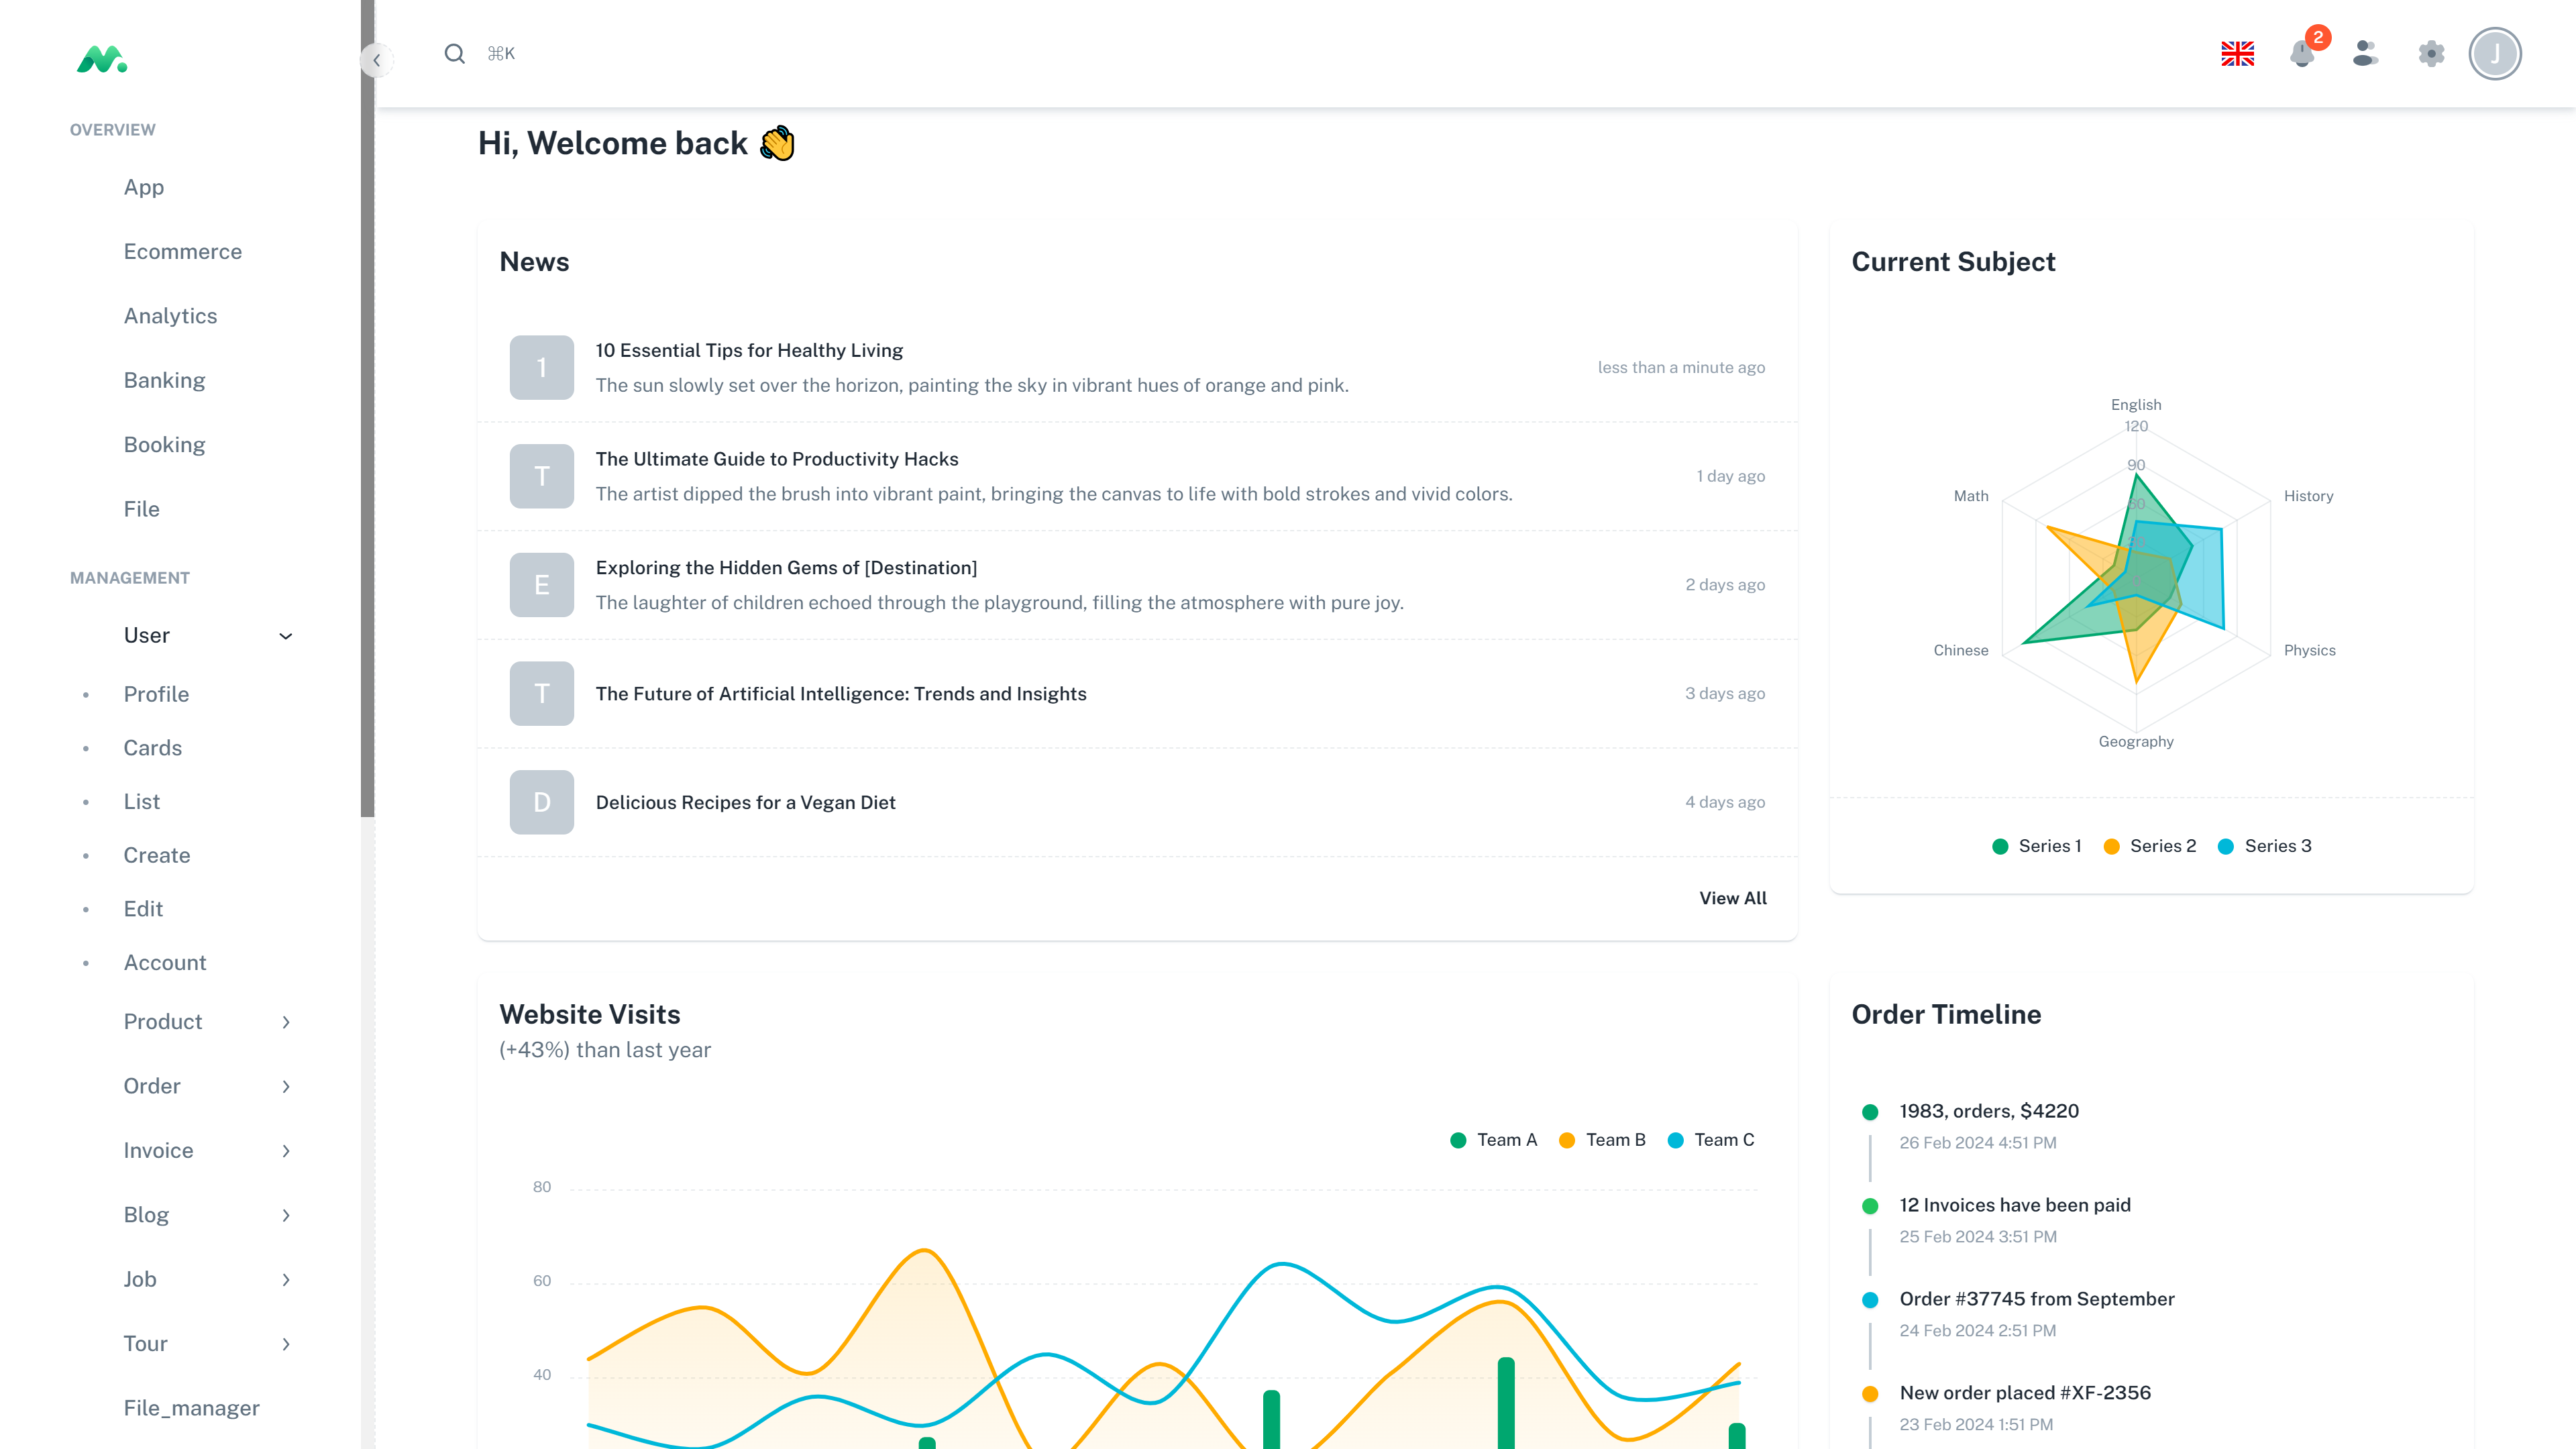 ⌘K
2
J
OVERVIEW
App
Ecommerce
Analytics
Banking
Booking
File
MANAGEMENT
User
Profile
Cards
List
Create
Edit
Account
Product
Order
Invoice
Blog
Job
Tour
File_manager
Hi, Welcome back 👋
News
1
10 Essential Tips for Healthy Living
The sun slowly set over the horizon, painting the sky in vibrant hues of orange and pink.
less than a minute ago
T
The Ultimate Guide to Productivity Hacks
The artist dipped the brush into vibrant paint, bringing the canvas to life with bold strokes and vivid colors.
1 day ago
E
Exploring the Hidden Gems of [Destination]
The laughter of children echoed through the playground, filling the atmosphere with pure joy.
2 days ago
T
The Future of Artificial Intelligence: Trends and Insights
3 days ago
D
Delicious Recipes for a Vegan Diet
4 days ago
View All
Current Subject
English
120
90
60
30
Math
History
Chinese
Physics
Geography
Series 1
Series 2
Series 3
Website Visits
(+43%) than last year
Team A
Team B
Team C
80
60
40
Order Timeline
1983, orders, $4220
26 Feb 2024 4:51 PM
12 Invoices have been paid
25 Feb 2024 3:51 PM
Order #37745 from September
24 Feb 2024 2:51 PM
New order placed #XF-2356
23 Feb 2024 1:51 PM